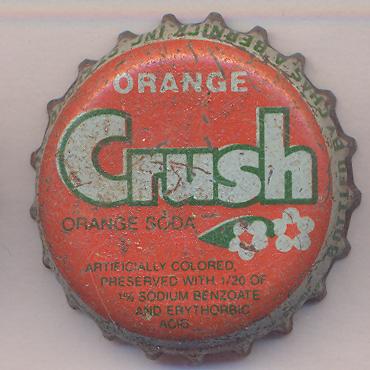 ORANGE
Crush
ORANGE SODA
ARTIFICIALLY COLORED,
PRESERVED WITH 1/20 OF
1% SODIUM BENZOATE
AND ERYTHORBIC
ACID